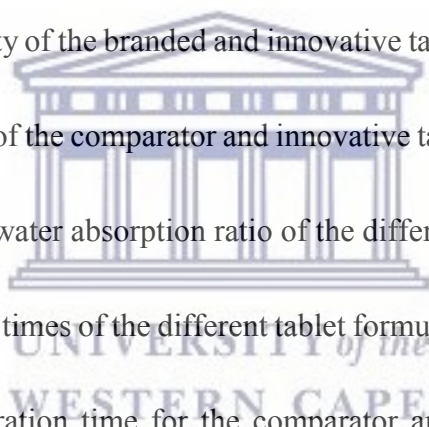 ty of the branded and innovative ta
of the comparator and innovative ta
water absorption ratio of the differ
times of the different tablet formu
UNIVERSITY of the
WESTERN CAPE
ration time for the comparator an